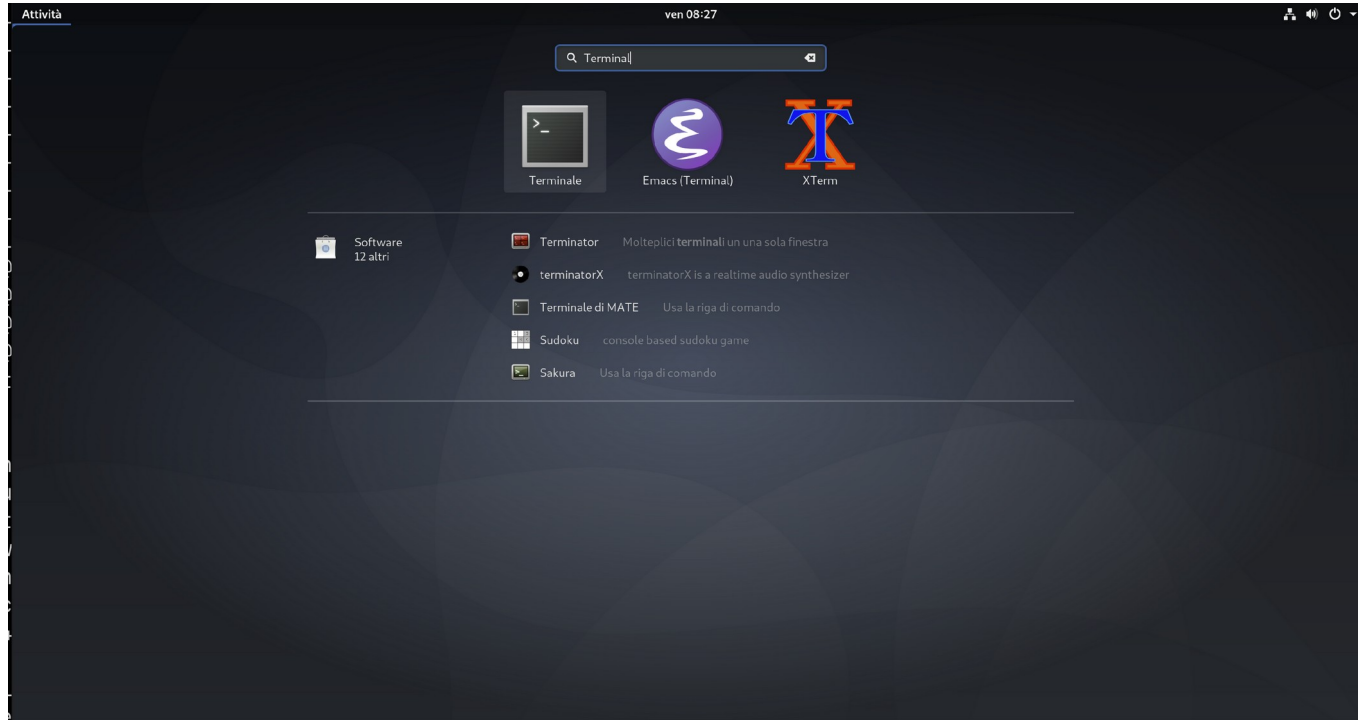 Attività
ven 08:27
Terminal
Terminale
Emacs (Terminal)
XTerm
Software
12 altri
Terminator Molteplici terminali un una sola finestra
terminatorX terminatorX is a realtime audio synthesizer
Terminale di MATE Usa la riga di comando
Sudoku console based sudoku game
Sakura Usa la riga di comando